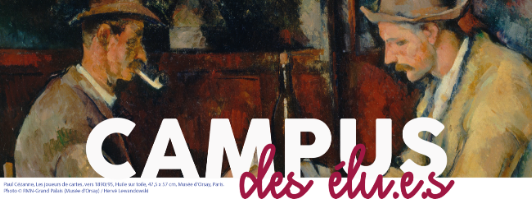 CAMPUS
des élu.e.s
Paul Cézanne, Les Joueurs de cartes, vers 1890/95, Huile sur toile, 47,5 x 57 cm, Musée d'Orsay, Paris
Photo © RMN-Grand Palais (Musée d'Orsay) / Hervé Lewandowski